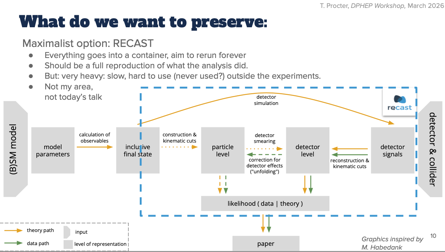 T. Procter, DPHEP Workshop, March 2026
What do we want to preserve:
Maximalist option: RECAST
● Everything goes into a container, aim to rerun forever
● Should be a full reproduction of what the analysis did.
● But: very heavy: slow, hard to use (never used?) outside the experiments.
● Not my area,
not today's talk
detector
simulation
recast
(B)SM model
model
parameters
calculation of
observables
inclusive
final state
construction &
kinematic cuts
particle
level
detector
smearing
correction for
detector effects
("unfolding")
detector
level
reconstruction &
kinematic cuts
detector
signals
detector & collider
likelihood ( data | theory )
paper
theory path
data path
input
level of representation
Graphics inspired by
M. Habedank
10